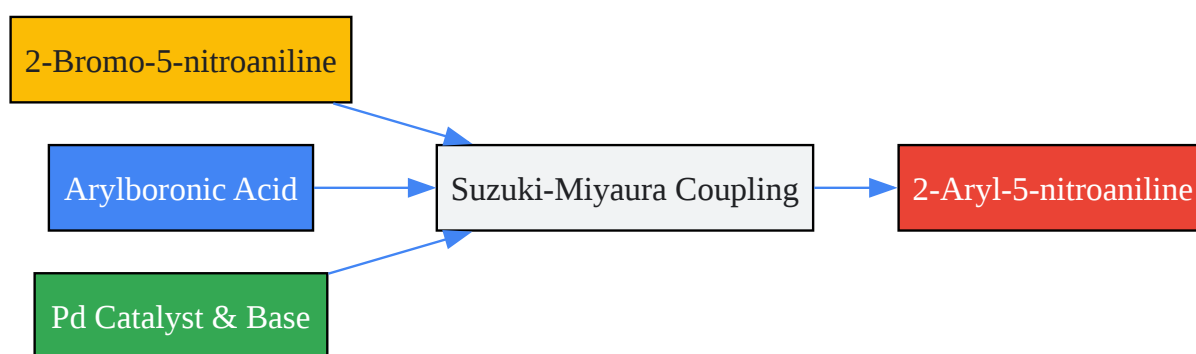 2-Bromo-5-nitroaniline
Arylboronic Acid
Pd Catalyst & Base
Suzuki-Miyaura Coupling
2-Aryl-5-nitroaniline